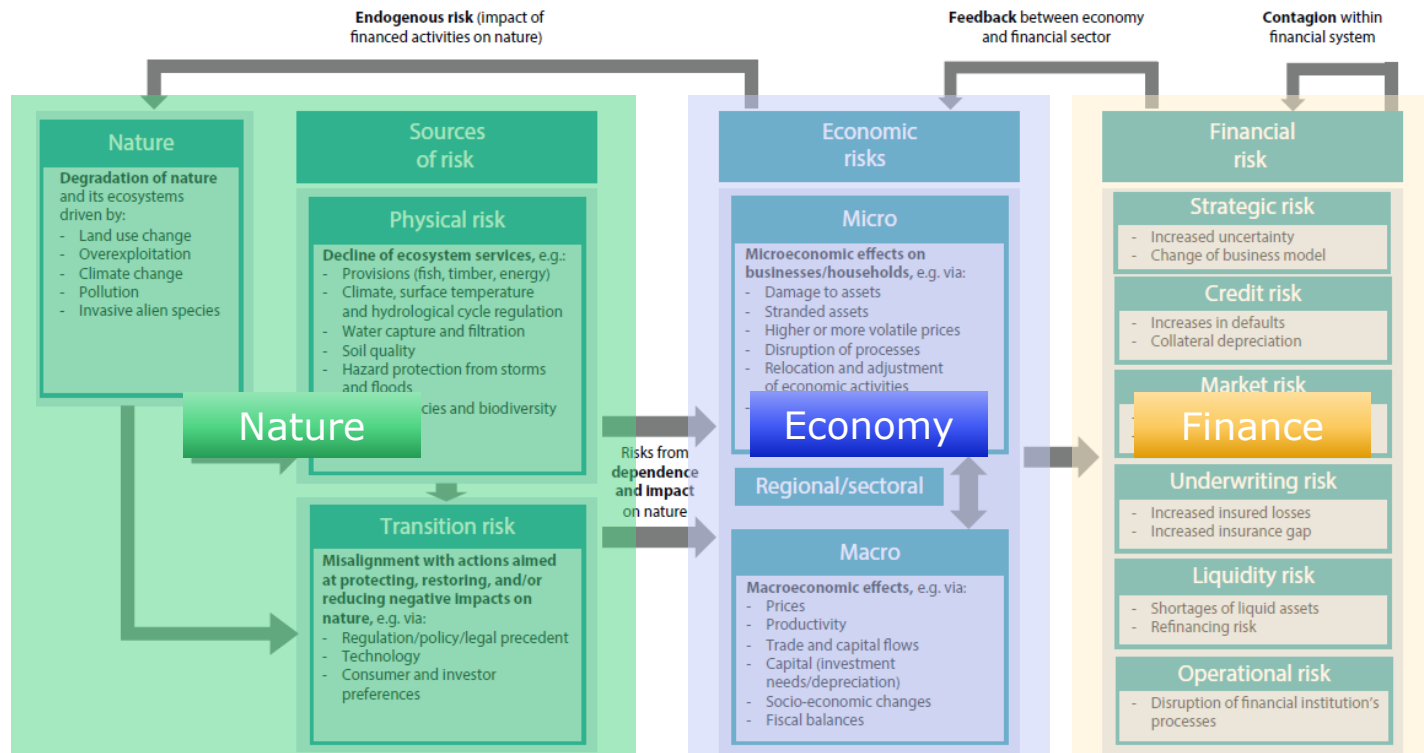 Endogenous risk (impact of
financed activities on nature)
Feedback between economy
and financial sector
Contagion within
financial system
Nature
Degradation of nature
and its ecosystems
driven by:
- Land use change
- Overexploitation
- Climate change
- Pollution
- Invasive alien species
Sources
of risk
Physical risk
Decline of ecosystem services, e.g.:
- Provisions (fish, timber, energy)
- Climate, surface temperature
and hydrological cycle regulation
- Water capture and filtration
- Soil quality
- Hazard protection from storms
and floods
and biodiversity
Nature
Transition risk
Misalignment with actions aimed
at protecting, restoring, and/or
reducing negative impacts on
nature, e.g. via:
- Regulation/policy/legal precedent
- Technology
- Consumer and investor
preferences
Risks from
dependence
and impact
on nature
Economic
risks
Micro
Microeconomic effects on
businesses/households, e.g. via:
- Damage to assets
- Stranded assets
- Higher or more volatile prices
- Disruption of processes
- Relocation and adjustment
of economic activities
Economy
Regional/sectoral
Macro
Macroeconomic effects, e.g. via:
- Prices
- Productivity
- Trade and capital flows
- Capital (investment
needs/depreciation)
- Socio-economic changes
- Fiscal balances
Financial
risk
Strategic risk
- Increased uncertainty
- Change of business model
Credit risk
- Increases in defaults
- Collateral depreciation
Market risk
Finance
Underwriting risk
- Increased insured losses
- Increased insurance gap
Liquidity risk
- Shortages of liquid assets
- Refinancing risk
Operational risk
- Disruption of financial institution's
processes